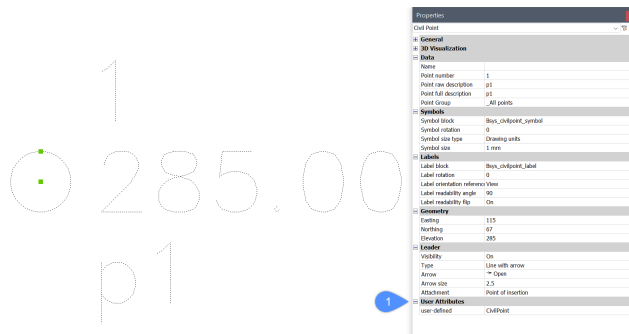 1
285.00
p1
Properties
Civil Point
General
3D Visualization
Data
Name
Point number 1
Point raw description p1
Point full description p1
Point Group _All points
Symbols
Symbol block Bsys_civilpoint_symbol
Symbol rotation 0
Symbol size type Drawing units
Symbol size 1 mm
Labels
Label block Bsys_civilpoint_label
Label rotation 0
Label orientation referenc View
Label readability angle 90
Label readability flip On
Geometry
Easting 115
Northing 67
Elevation 285
Leader
Visibility On
Type Line with arrow
Arrow Open
Arrow size 2.5
Attachment Point of insertion
1 User Attributes
user-defined CivilPoint